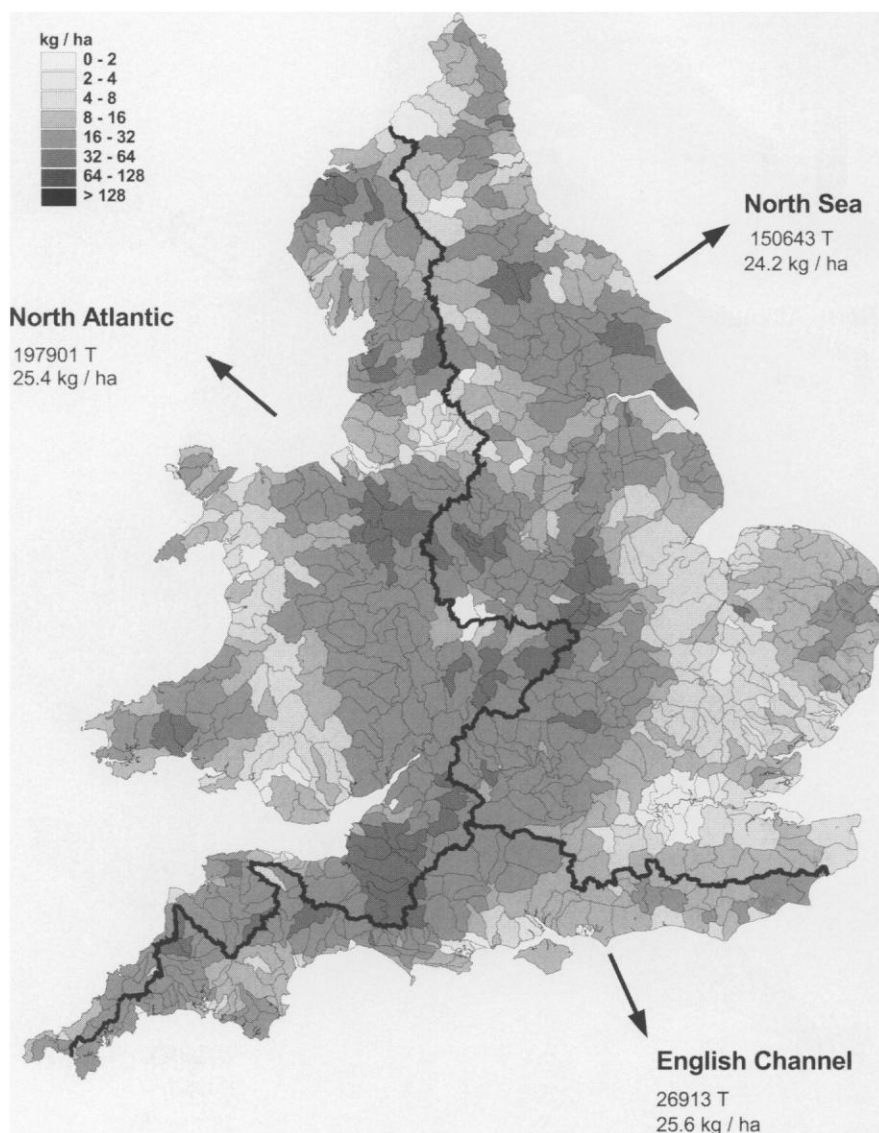 kg / ha
0 - 2
2 - 4
4 - 8
8 - 16
16 - 32
32 - 64
64 - 128
> 128
North Sea
150643 T
24.2 kg / ha
North Atlantic
197901 T
25.4 kg / ha
English Channel
26913 T
25.6 kg / ha